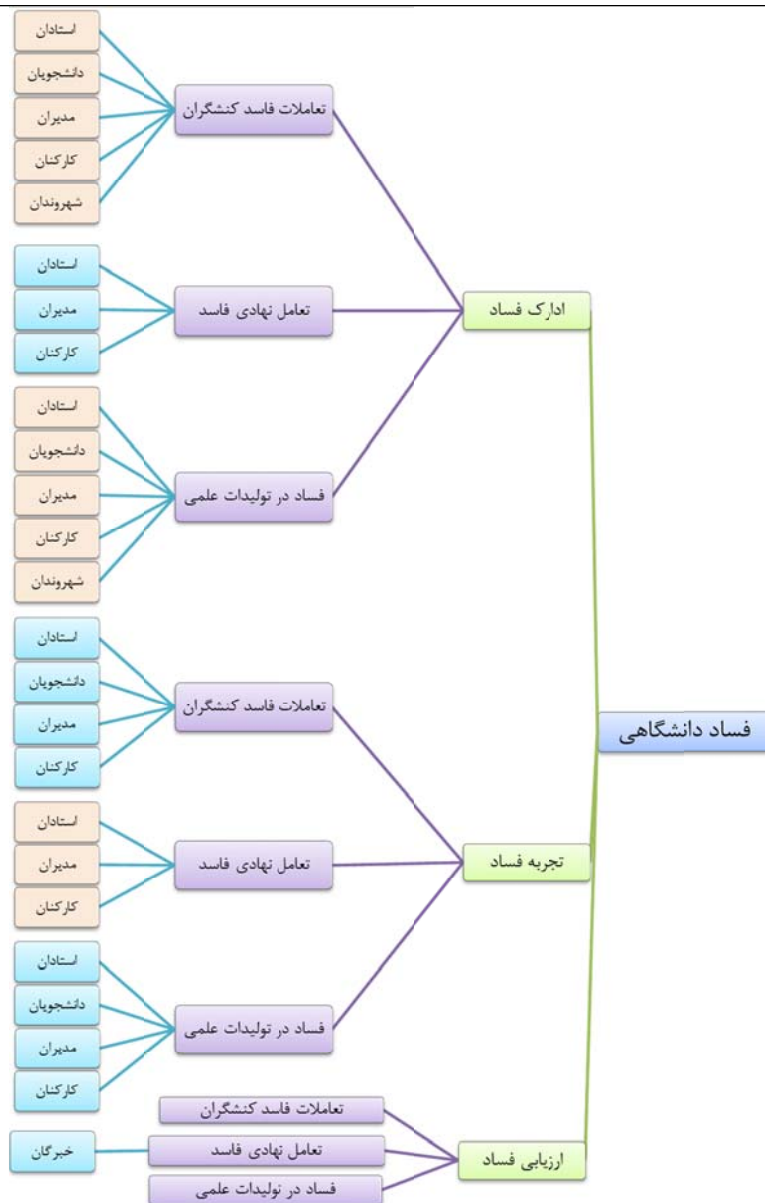 فساد دانشگاهی
ادارک فساد
تعاملات فاسد کنشگران
استادان
دانشجویان
مدیران
کارکنان
شهروندان
تعامل نهادی فاسد
استادان
مدیران
کارکنان
فساد در تولیدات علمی
استادان
دانشجویان
مدیران
کارکنان
شهروندان
تجربه فساد
تعاملات فاسد کنشگران
استادان
دانشجویان
مدیران
کارکنان
تعامل نهادی فاسد
استادان
مدیران
کارکنان
فساد در تولیدات علمی
استادان
دانشجویان
مدیران
کارکنان
ارزیابی فساد
تعاملات فاسد کنشگران
تعامل نهادی فاسد
خبرگان
فساد در تولیدات علمی